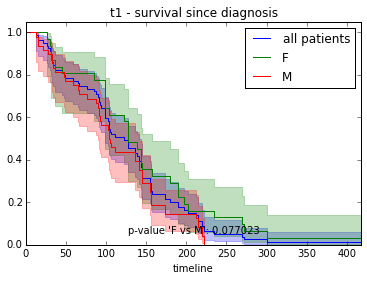 t1 - survival since diagnosis
all patients
F
M
1.0
0.8
0.6
0.4
0.2
0.0
p-value 'F vs M': 0.077023
0 50 100 150 200 250 300 350 400
timeline